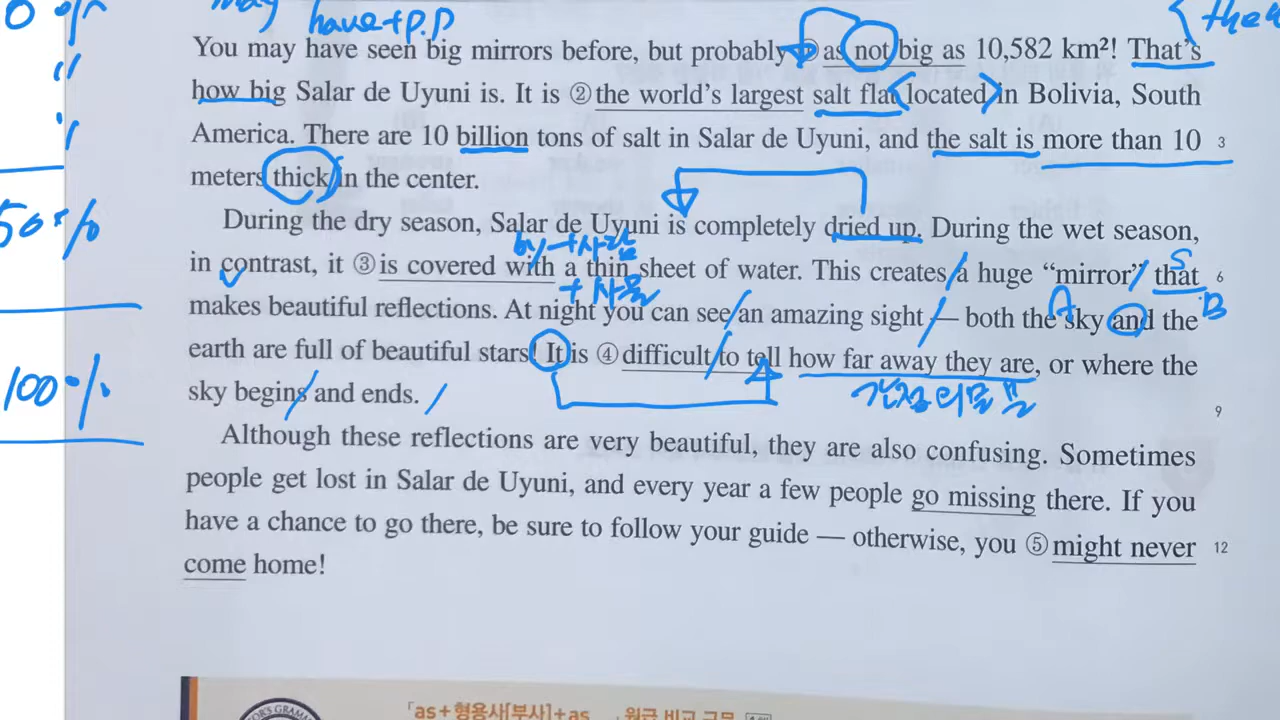 0%
may have+p.p
the
You may have seen big mirrors before, but probably ① as not big as 10,582 km²! That's
how big Salar de Uyuni is. It is ② the world's largest salt flat located in Bolivia, South
America. There are 10 billion tons of salt in Salar de Uyuni, and the salt is more than 10 3
meters thick in the center.
50%
During the dry season, Salar de Uyuni is completely dried up. During the wet season,
by+사람
S
in contrast, it ③ is covered with a thin sheet of water. This creates a huge “mirror” that 6
+사물
A B
makes beautiful reflections. At night you can see an amazing sight — both the sky and the
earth are full of beautiful stars! It is ④ difficult to tell how far away they are, or where the
100%
간접의문문
sky begins and ends. 9
Although these reflections are very beautiful, they are also confusing. Sometimes
people get lost in Salar de Uyuni, and every year a few people go missing there. If you
have a chance to go there, be sure to follow your guide — otherwise, you ⑤ might never 12
come home!
「as+형용사[부사]+as